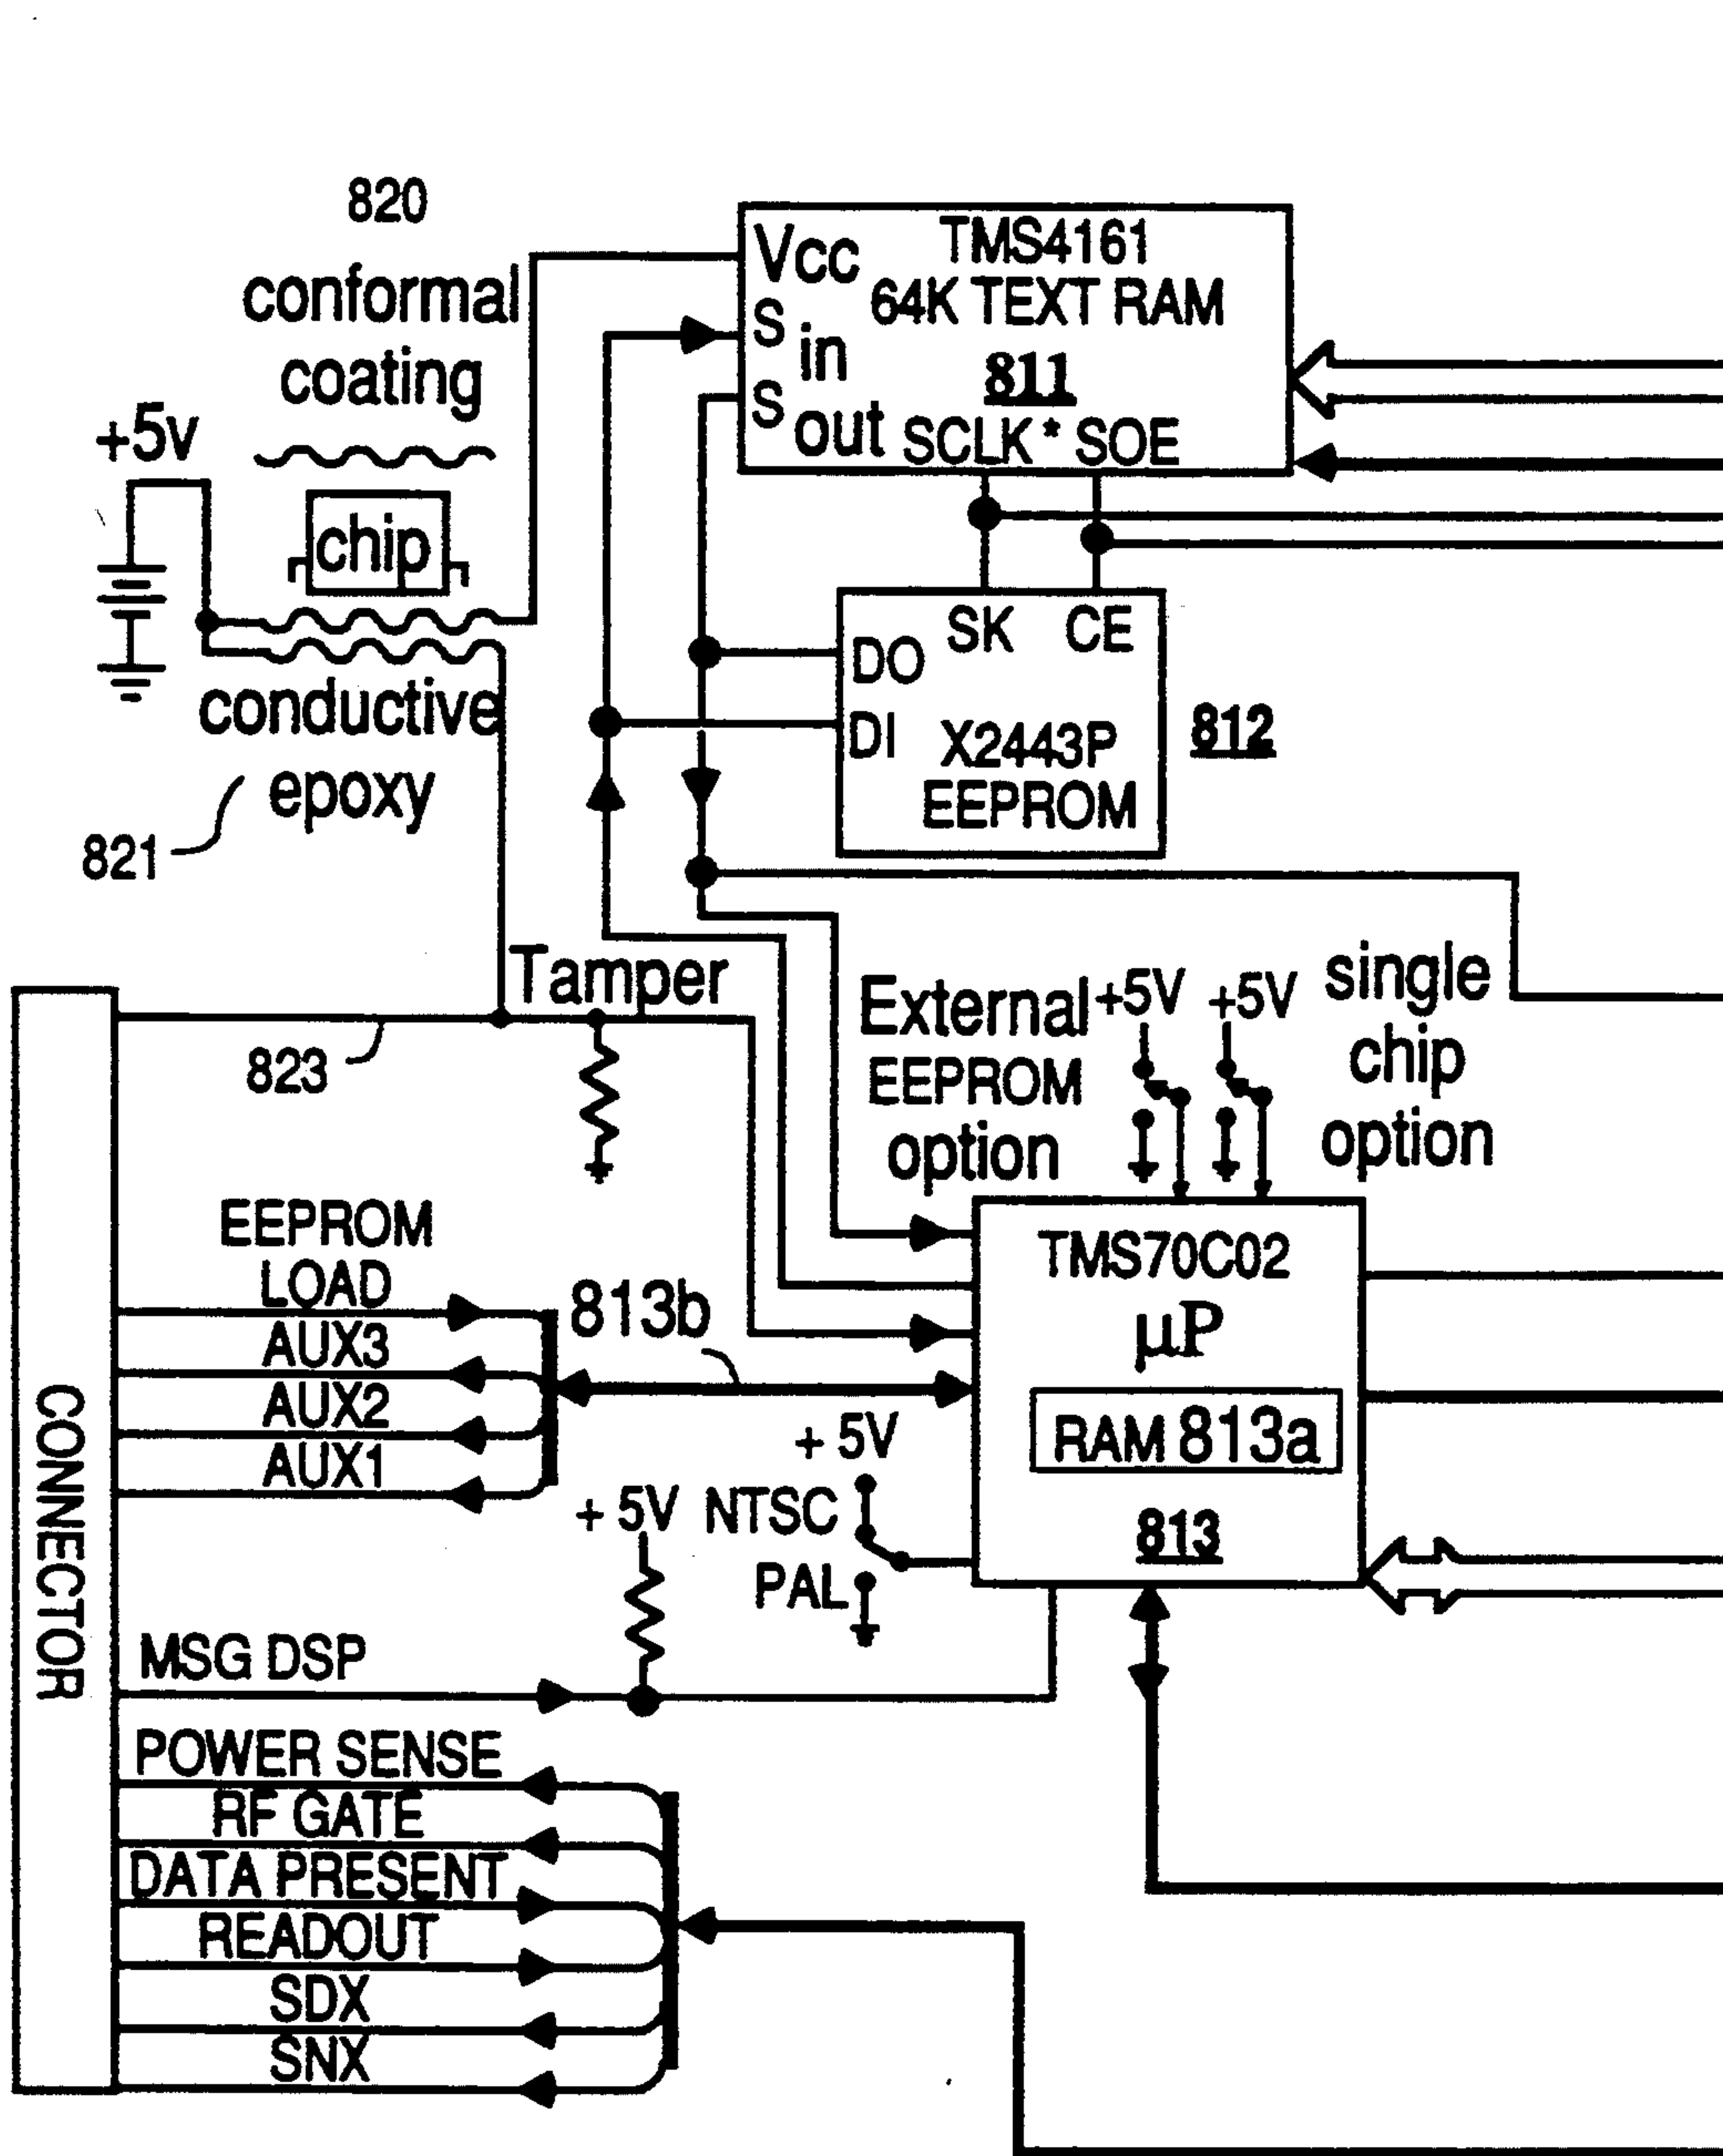 820
conformal
coating
+5v
chip
conductive
epoxy
821
Vcc
TMS4161
64K TEXT RAM
S in
811
S out
SCLK * SOE
SK CE
DO
DI
X2443P
EEPROM
812
Tamper
823
External
EEPROM
option
+5V
+5V
single
chip
option
CONNECTOR
EEPROM
LOAD
AUX3
AUX2
AUX1
813b
TMS70C02
µP
RAM 813a
813
+ 5V
NTSC
PAL
+ 5V
MSG DSP
POWER SENSE
RF GATE
DATA PRESENT
READOUT
SDX
SNX